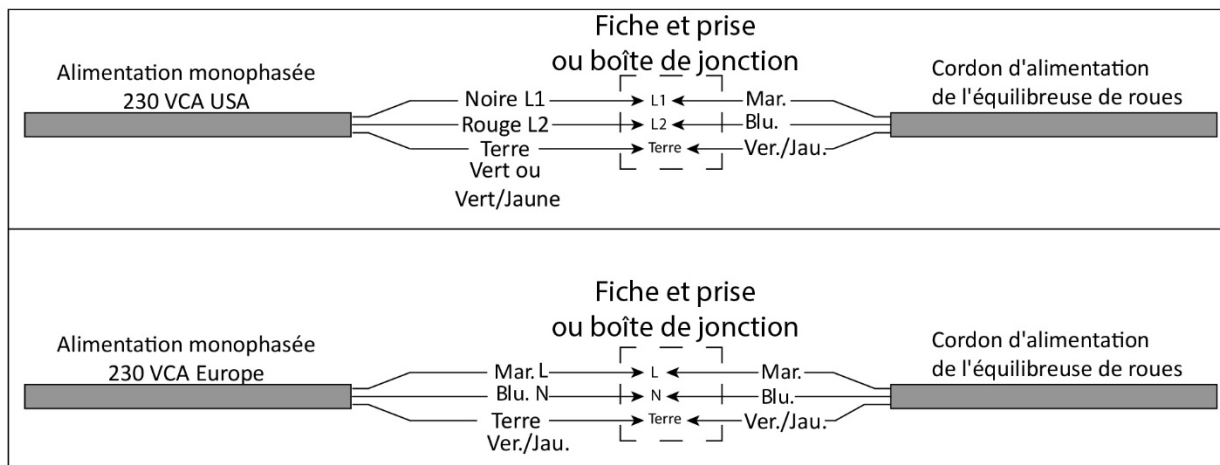 Fiche et prise
ou boîte de jonction
Alimentation monophasée
230 VCA USA
Noire L1
Rouge L2
Terre
Vert ou
Vert/Jaune
L1
L2
Terre
Mar.
Blu.
Ver./Jau.
Cordon d'alimentation
de l'équilibreuse de roues
Fiche et prise
ou boîte de jonction
Alimentation monophasée
230 VCA Europe
Mar. L
Blu. N
Terre
Ver./Jau.
L
N
Terre
Mar.
Blu.
Ver./Jau.
Cordon d'alimentation
de l'équilibreuse de roues